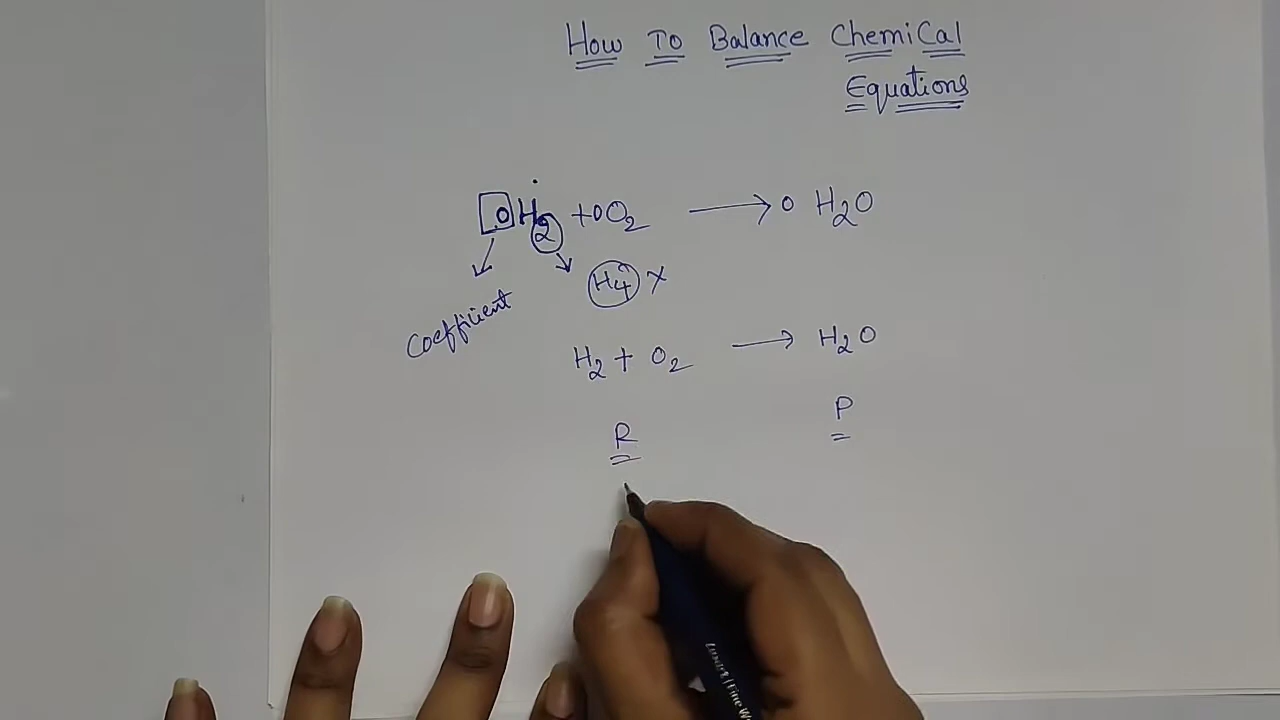 How To Balance Chemical
Equations
0 H2 + 0 O2 → 0 H2O
H4 ×
coefficient
H2 + O2 → H2O
P
R